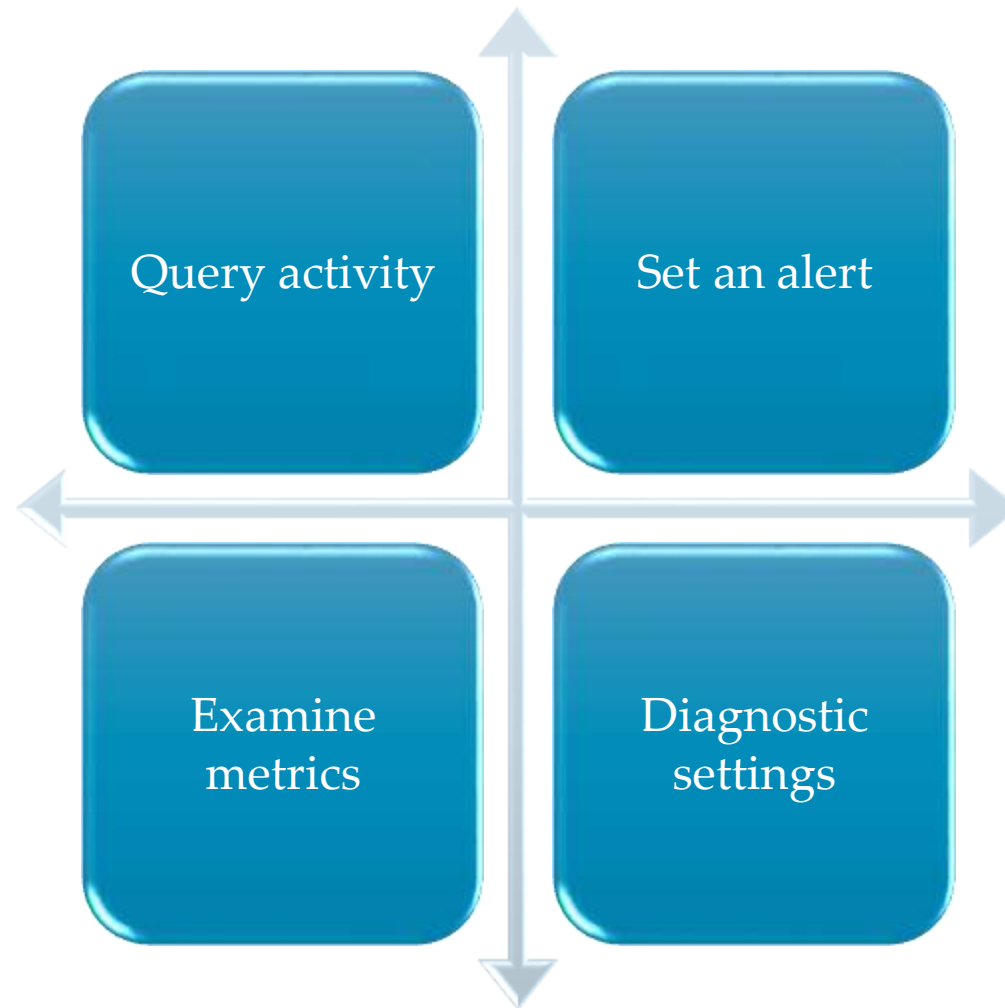 Query activity
Set an alert
Examine
metrics
Diagnostic
settings